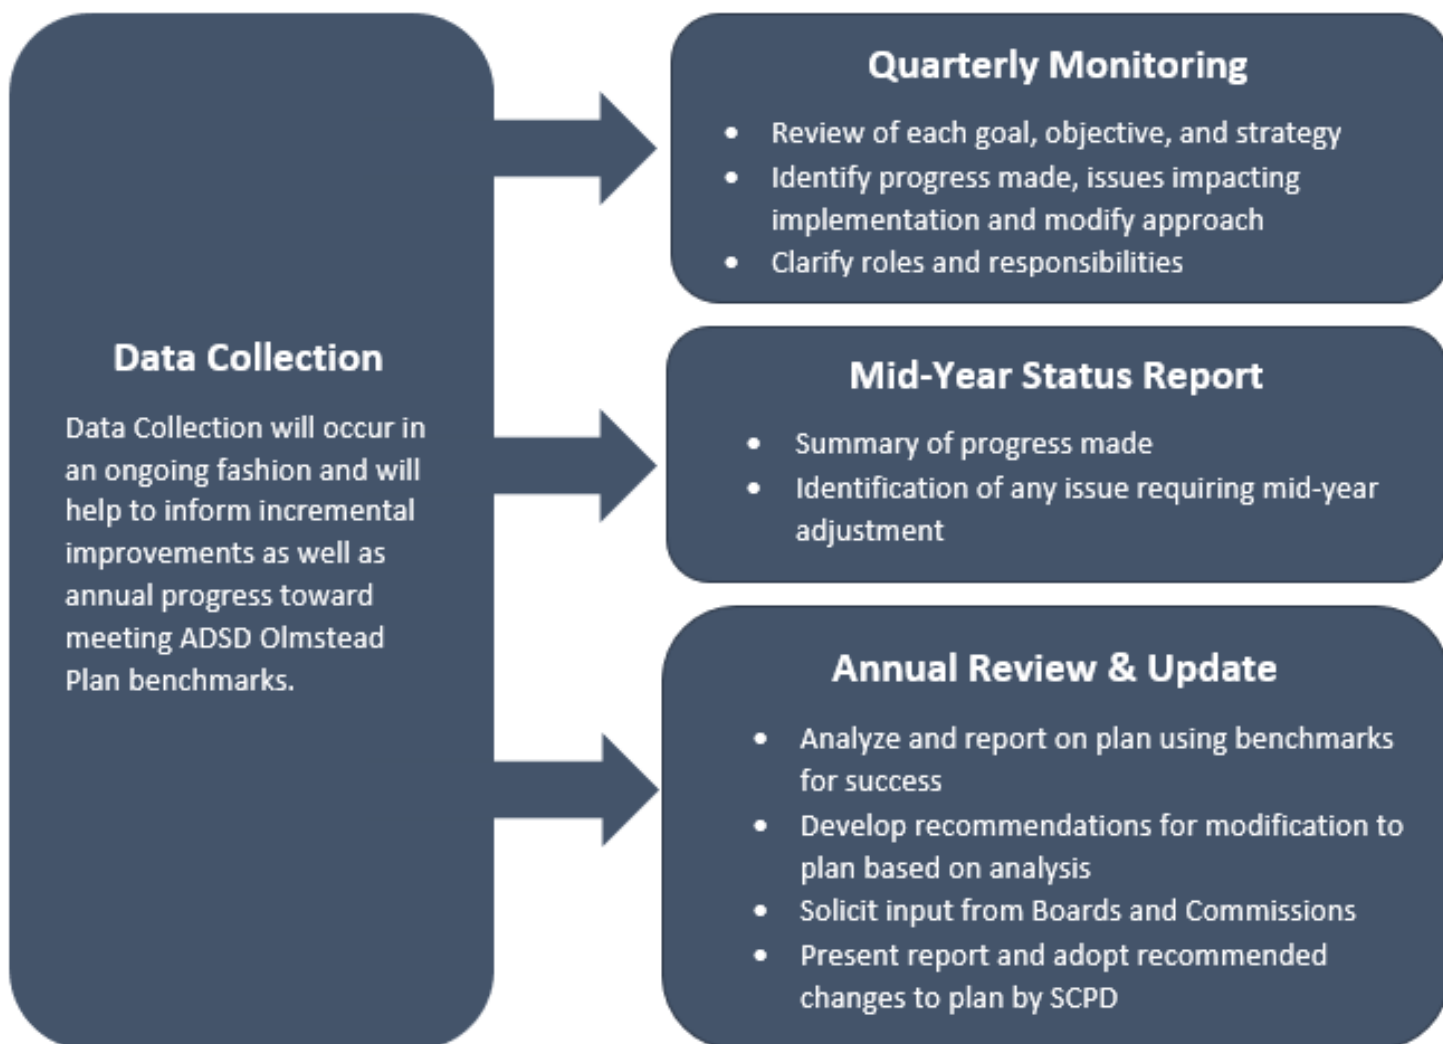 Data Collection
Data Collection will occur in
an ongoing fashion and will
help to inform incremental
improvements as well as
annual progress toward
meeting ADSD Olmstead
Plan benchmarks.
Quarterly Monitoring
• Review of each goal, objective, and strategy
• Identify progress made, issues impacting
implementation and modify approach
• Clarify roles and responsibilities
Mid-Year Status Report
• Summary of progress made
• Identification of any issue requiring mid-year
adjustment
Annual Review & Update
• Analyze and report on plan using benchmarks
for success
• Develop recommendations for modification to
plan based on analysis
• Solicit input from Boards and Commissions
• Present report and adopt recommended
changes to plan by SCPD